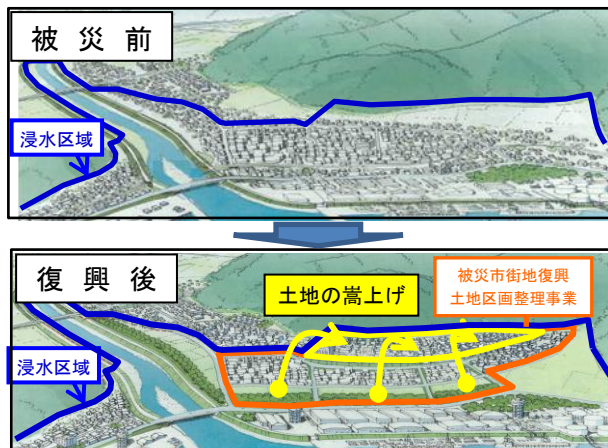 被災前
浸水区域
復興後
土地の嵩上げ
被災市街地復興
土地区画整理事業
浸水区域